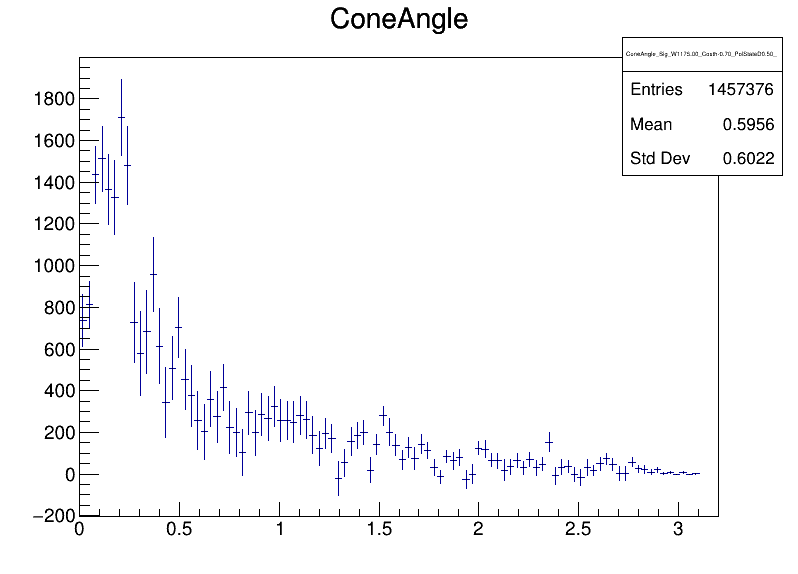 ConeAngle
ConeAngle_Sig_W1175.00_Costh-0.70_PolStateD0.50_
Entries 1457376
Mean 0.5956
Std Dev 0.6022
1800
1600
1400
1200
1000
800
600
400
200
0
−200
0 0.5 1 1.5 2 2.5 3